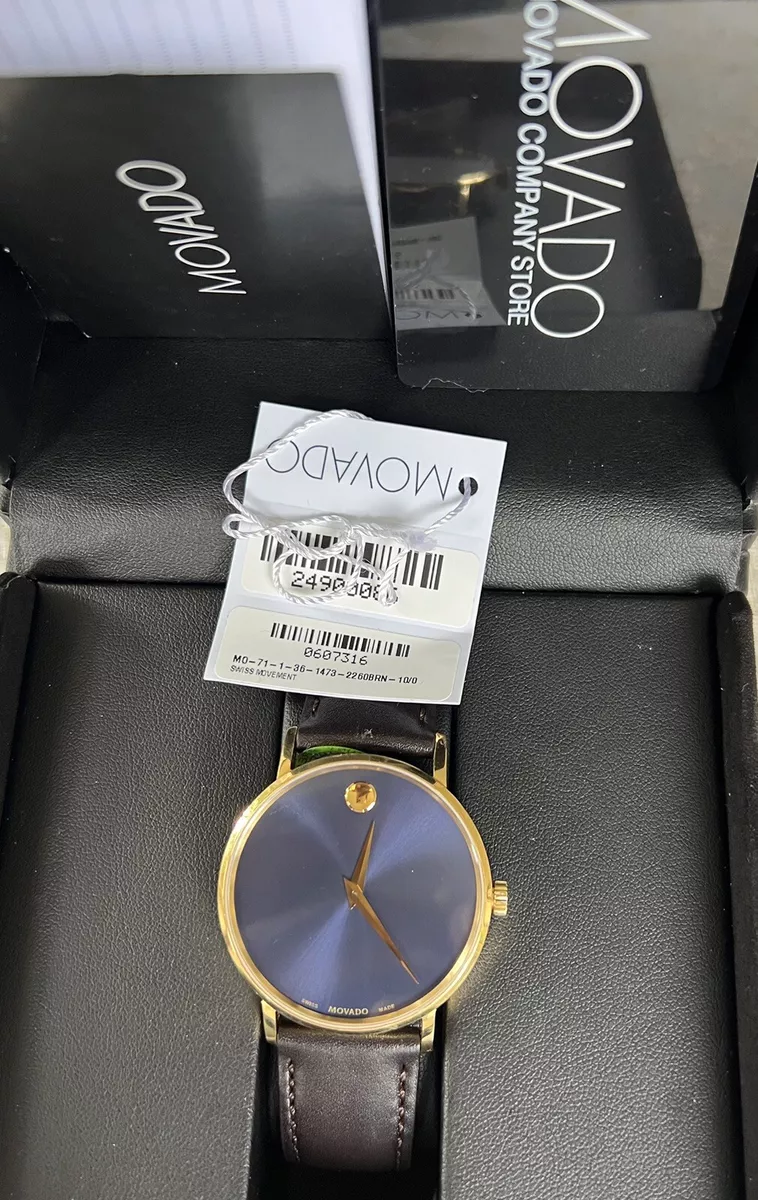 MOVADO
MOVADO
MOVADO COMPANY STORE
MOVADO
0607316
MO-71-1-36-1473-2260BRN-10/0
SWISS MOVEMENT
SWISS MOVADO MADE